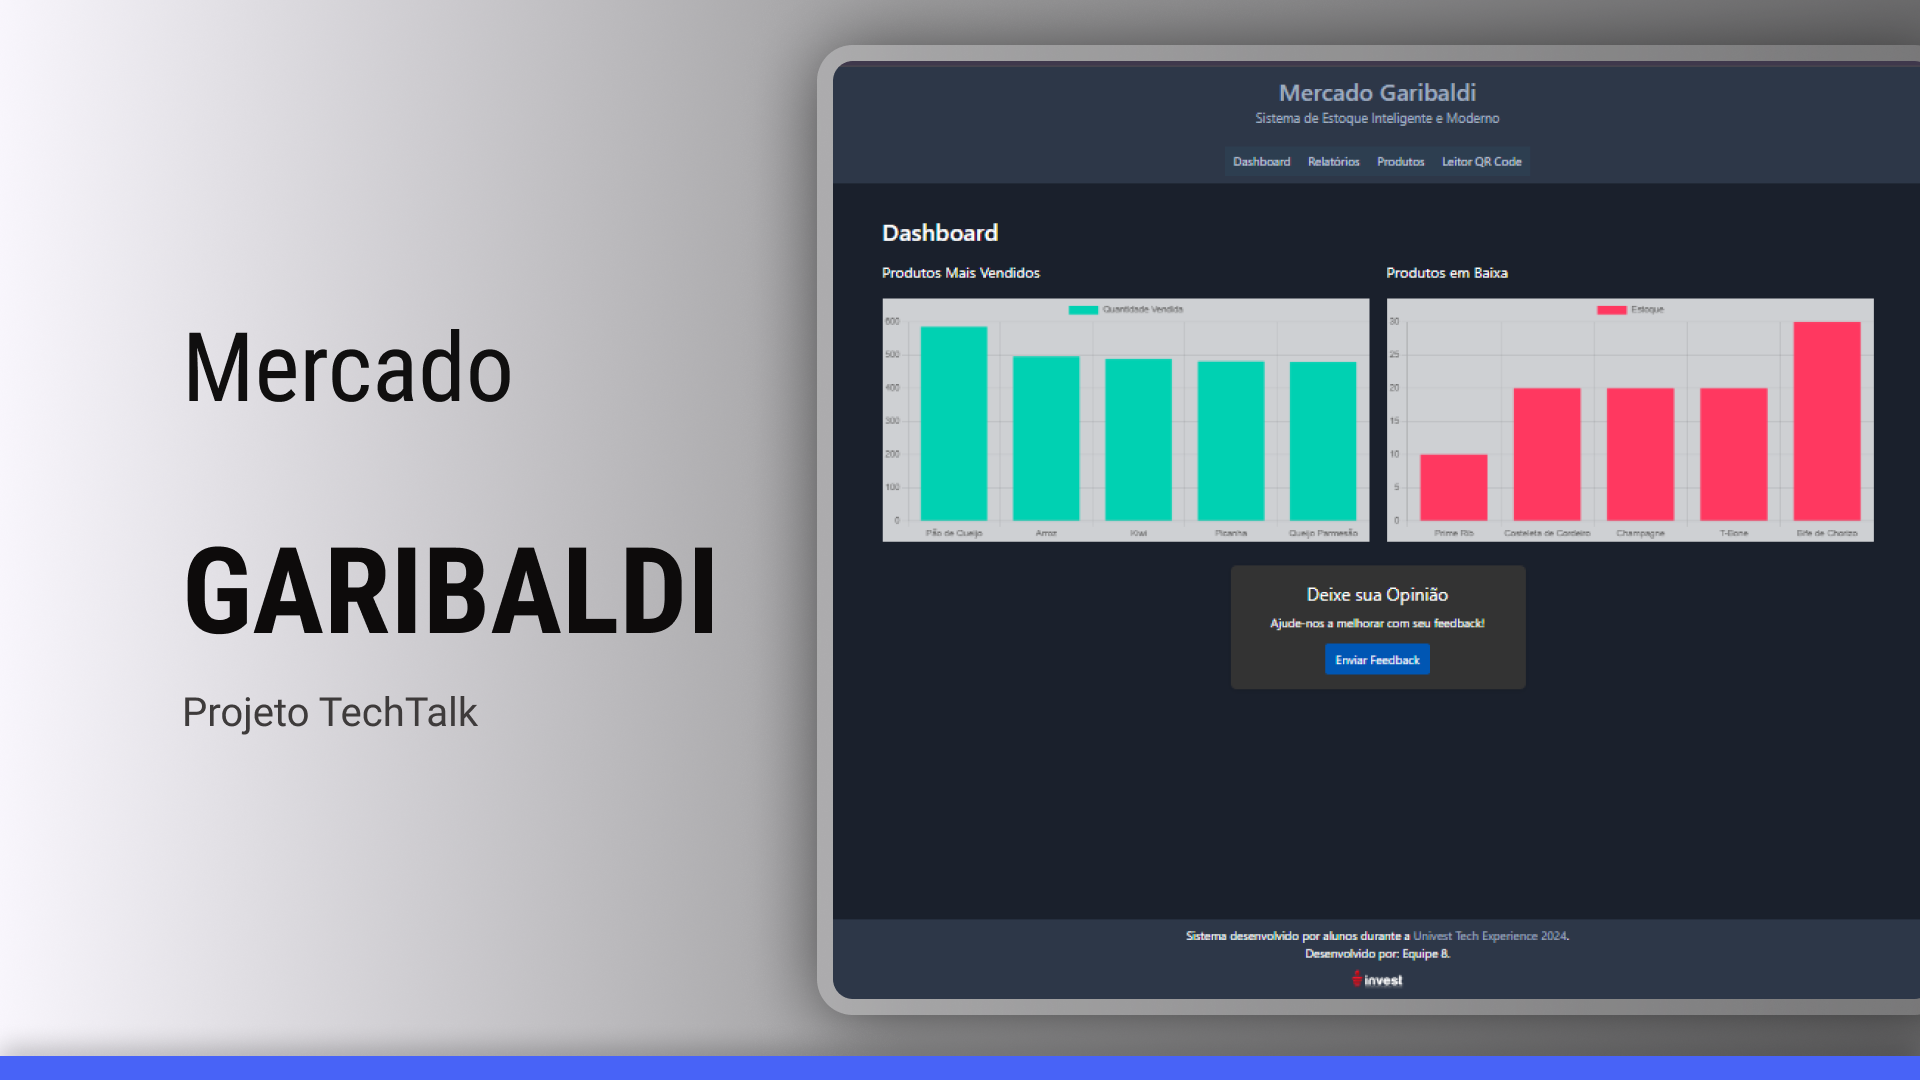 Mercado
GARIBALDI
Projeto TechTalk
Mercado Garibaldi
Sistema de Estoque Inteligente e Moderno
Dashboard Relatórios Produtos Leitor QR Code
Dashboard
Produtos Mais Vendidos
Quantidade Vendida
600
500
400
300
200
100
0
Pão de Queijo Arroz Kiwi Picanha Queijo Parmesão
Produtos em Baixa
Estoque
30
25
20
15
10
5
0
Prime Rib Costeleta de Cordeiro Champagne T-Bone Bife de Chorizo
Deixe sua Opinião
Ajude-nos a melhorar com seu feedback!
Enviar Feedback
Sistema desenvolvido por alunos durante a Univest Tech Experience 2024.
Desenvolvido por: Equipe 8.
invest